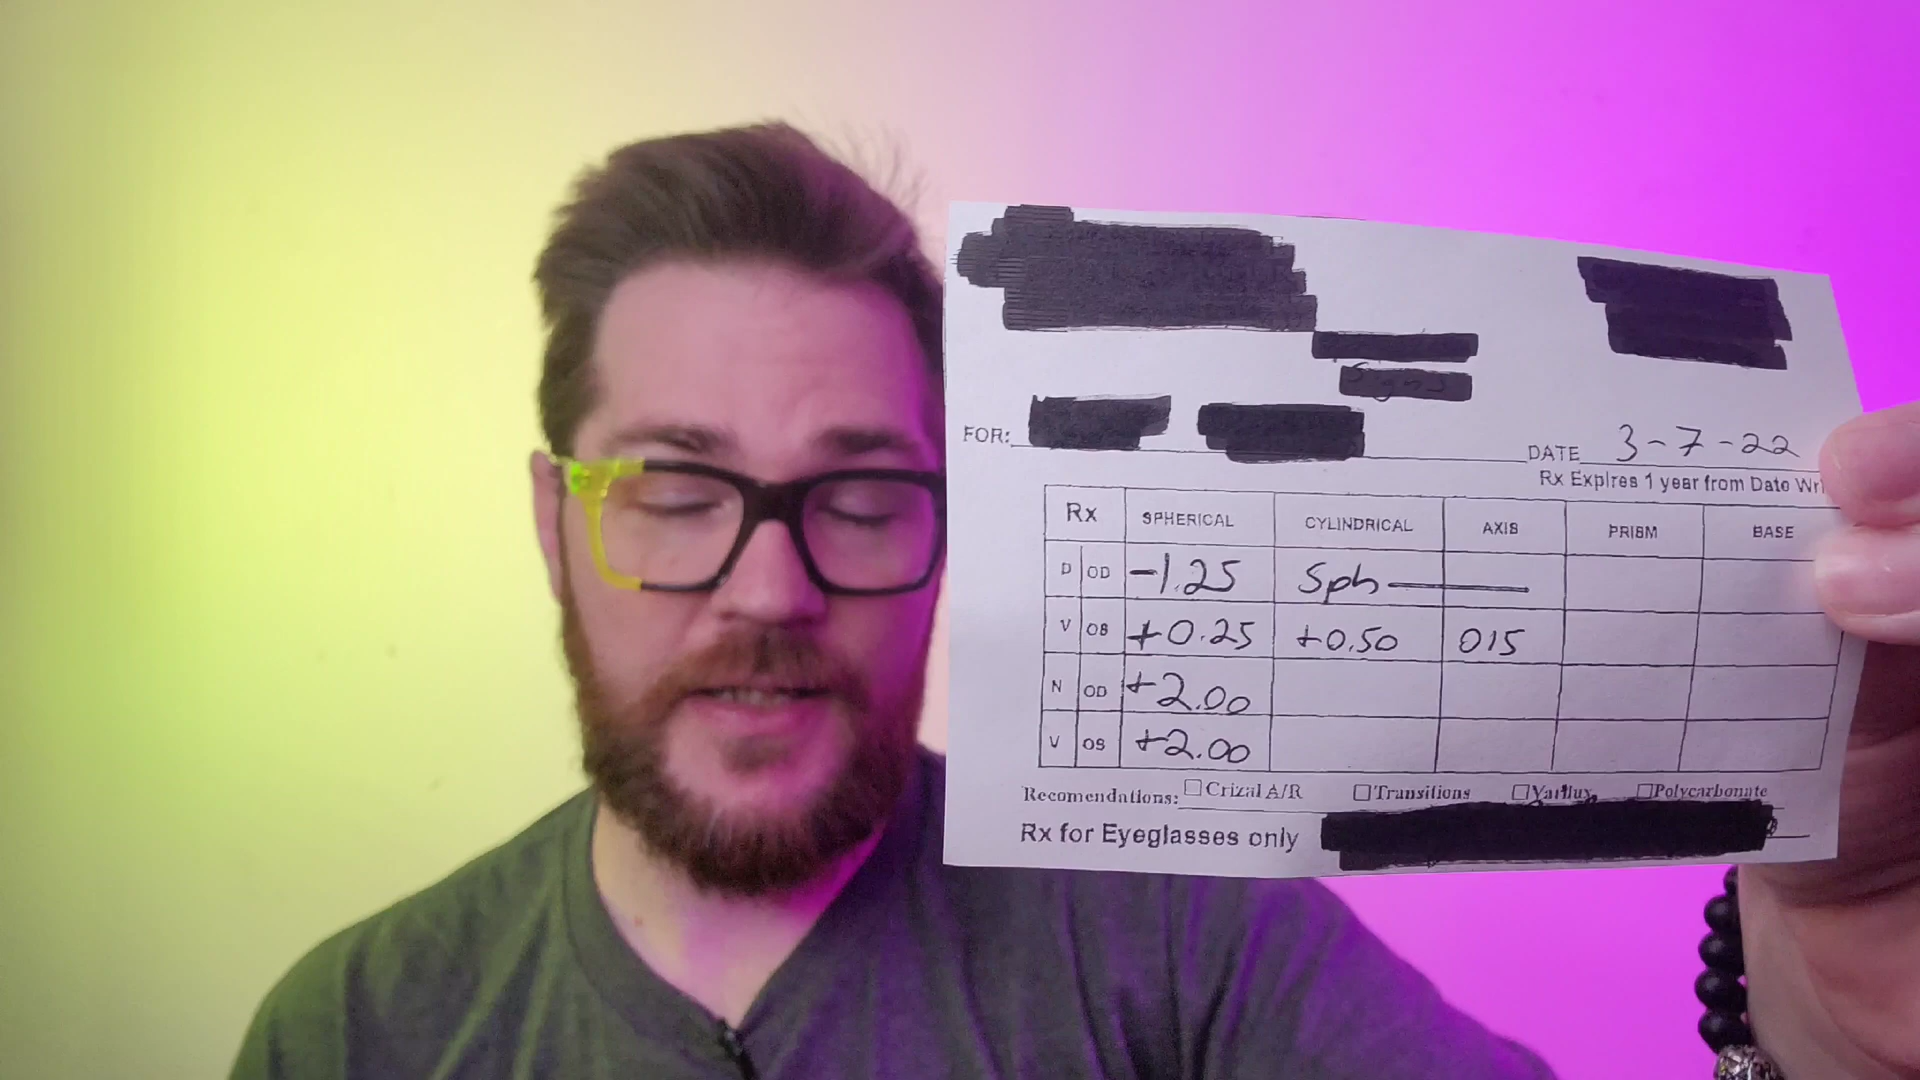 FOR:
DATE 3-7-22
Rx Expires 1 year from Date
Rx SPHERICAL CYLINDRICAL AXIS PRISM BASE
D OD -1.25 Sph
V OS +0.25 +0.50 015
N OD +2.00
V OS +2.00
Recomendations: Crizal A/R Transitions Varilux Polycarbonate
Rx for Eyeglasses only